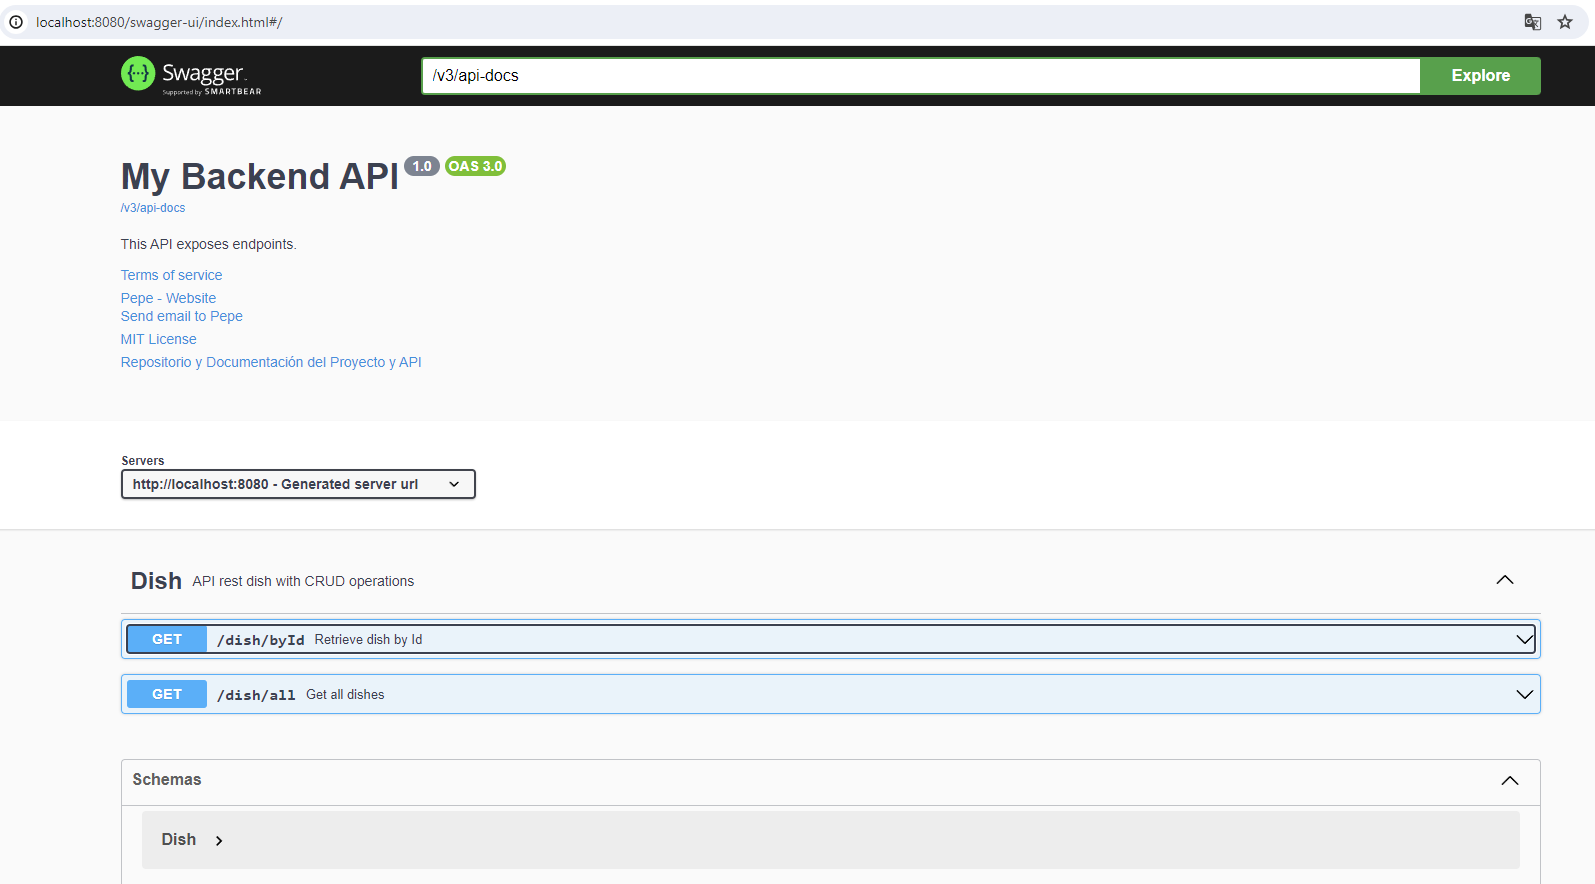 localhost:8080/swagger-ui/index.html#/
Swagger
Supported by SMARTBEAR
/v3/api-docs
Explore
My Backend API 1.0 OAS 3.0
/v3/api-docs
This API exposes endpoints.
Terms of service
Pepe - Website
Send email to Pepe
MIT License
Repositorio y Documentación del Proyecto y API
Servers
http://localhost:8080 - Generated server url
Dish API rest dish with CRUD operations
GET /dish/byId Retrieve dish by Id
GET /dish/all Get all dishes
Schemas
Dish